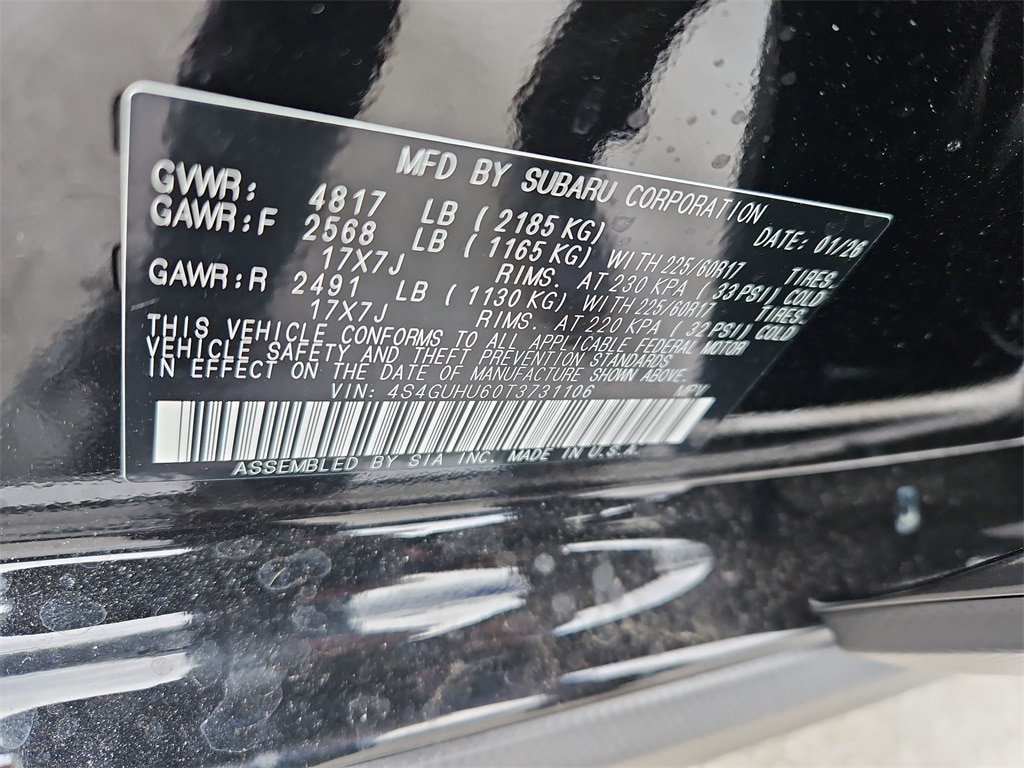 MFD BY SUBARU CORPORATION
DATE: 01/26
GVWR: 4817 LB (2185 KG)
GAWR:F 2568 LB (1165 KG) WITH 225/60R17 TIRES.
17X7J RIMS. AT 230 KPA (33 PSI) COLD
GAWR:R 2491 LB (1130 KG) WITH 225/60R17 TIRES.
17X7J RIMS. AT 220 KPA (32 PSI) COLD
THIS VEHICLE CONFORMS TO ALL APPLICABLE FEDERAL MOTOR
VEHICLE SAFETY AND THEFT PREVENTION STANDARDS
IN EFFECT ON THE DATE OF MANUFACTURE SHOWN ABOVE.
VIN: 4S4GUHU60T3731106 MPV
ASSEMBLED BY SIA INC. MADE IN U.S.A.